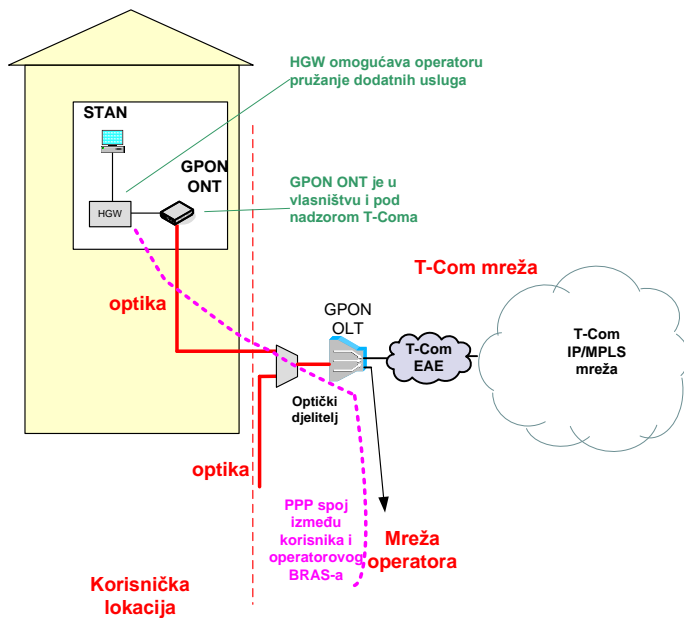 HGW omogućava operatoru
pružanje dodatnih usluga
STAN
GPON
ONT
HGW
GPON ONT je u
vlasništvu i pod
nadzorom T-Coma
T-Com mreža
optika
GPON
OLT
T-Com
EAE
T-Com
IP/MPLS
mreža
Optički
djelitelj
optika
PPP spoj
između
korisnika i
operatorovog
BRAS-a
Mreža
operatora
Korisnička
lokacija